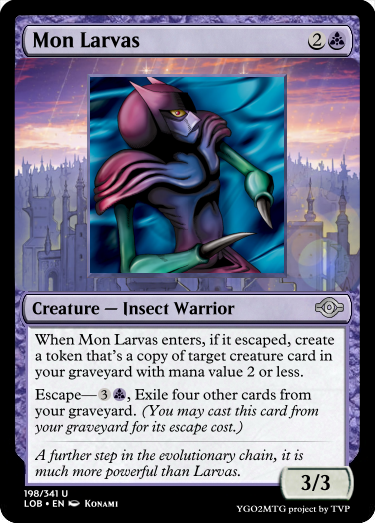 Mon Larvas 2
Creature — Insect Warrior
When Mon Larvas enters, if it escaped, create
a token that's a copy of target creature card in
your graveyard with mana value 2 or less.
Escape—3, Exile four other cards from
your graveyard. (You may cast this card from
your graveyard for its escape cost.)
A further step in the evolutionary chain, it is
much more powerful than Larvas.
3/3
198/341 U
LOB • EN Konami
YGO2MTG project by TVP